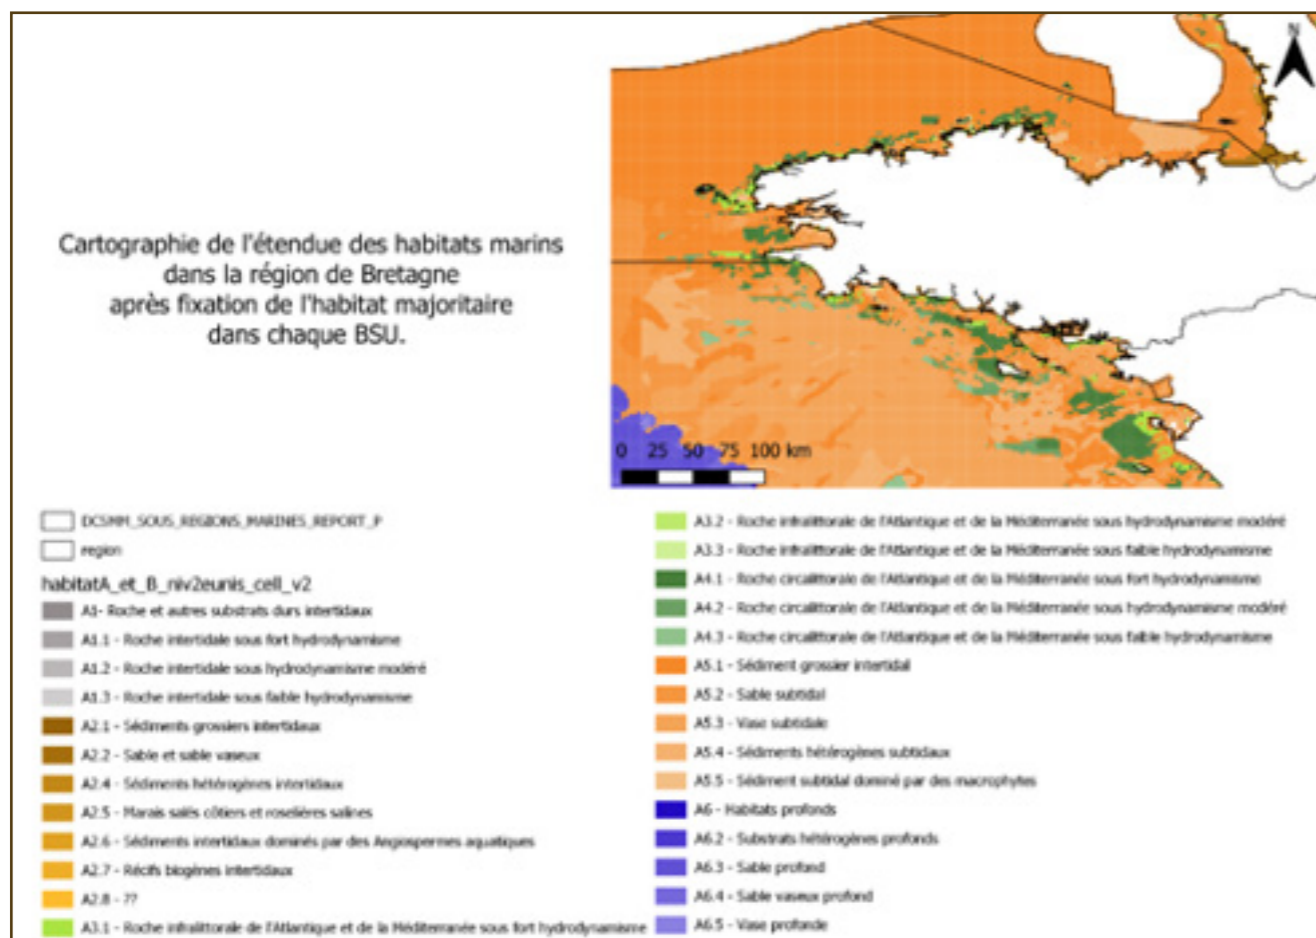 N
Cartographie de l'étendue des habitats marins
dans la région de Bretagne
après fixation de l'habitat majoritaire
dans chaque BSU.
0 25 50 75 100 km
DCSMM_SOUS_REGIONS_MARINES_REPORT_P
region
habitatA_et_B_niv2eunis_cell_v2
A1- Roche et autres substrats durs intertidaux
A1.1 - Roche intertidale sous fort hydrodynamisme
A1.2 - Roche intertidale sous hydrodynamisme modéré
A1.3 - Roche intertidale sous faible hydrodynamisme
A2.1 - Sédiments grossiers intertidaux
A2.2 - Sable et sable vaseux
A2.4 - Sédiments hétérogènes intertidaux
A2.5 - Marais salés côtiers et roselières salines
A2.6 - Sédiments intertidaux dominés par des Angiospermes aquatiques
A2.7 - Récifs biogènes intertidaux
A2.8 - ??
A3.1 - Roche infralittorale de l'Atlantique et de la Méditerranée sous fort hydrodynamisme
A3.2 - Roche infralittorale de l'Atlantique et de la Méditerranée sous hydrodynamisme modéré
A3.3 - Roche infralittorale de l'Atlantique et de la Méditerranée sous faible hydrodynamisme
A4.1 - Roche circalittorale de l'Atlantique et de la Méditerranée sous fort hydrodynamisme
A4.2 - Roche circalittorale de l'Atlantique et de la Méditerranée sous hydrodynamisme modéré
A4.3 - Roche circalittorale de l'Atlantique et de la Méditerranée sous faible hydrodynamisme
A5.1 - Sédiment grossier intertidal
A5.2 - Sable subtidal
A5.3 - Vase subtidale
A5.4 - Sédiments hétérogènes subtidaux
A5.5 - Sédiment subtidal dominé par des macrophytes
A6 - Habitats profonds
A6.2 - Substrats hétérogènes profonds
A6.3 - Sable profond
A6.4 - Sable vaseux profond
A6.5 - Vase profonde